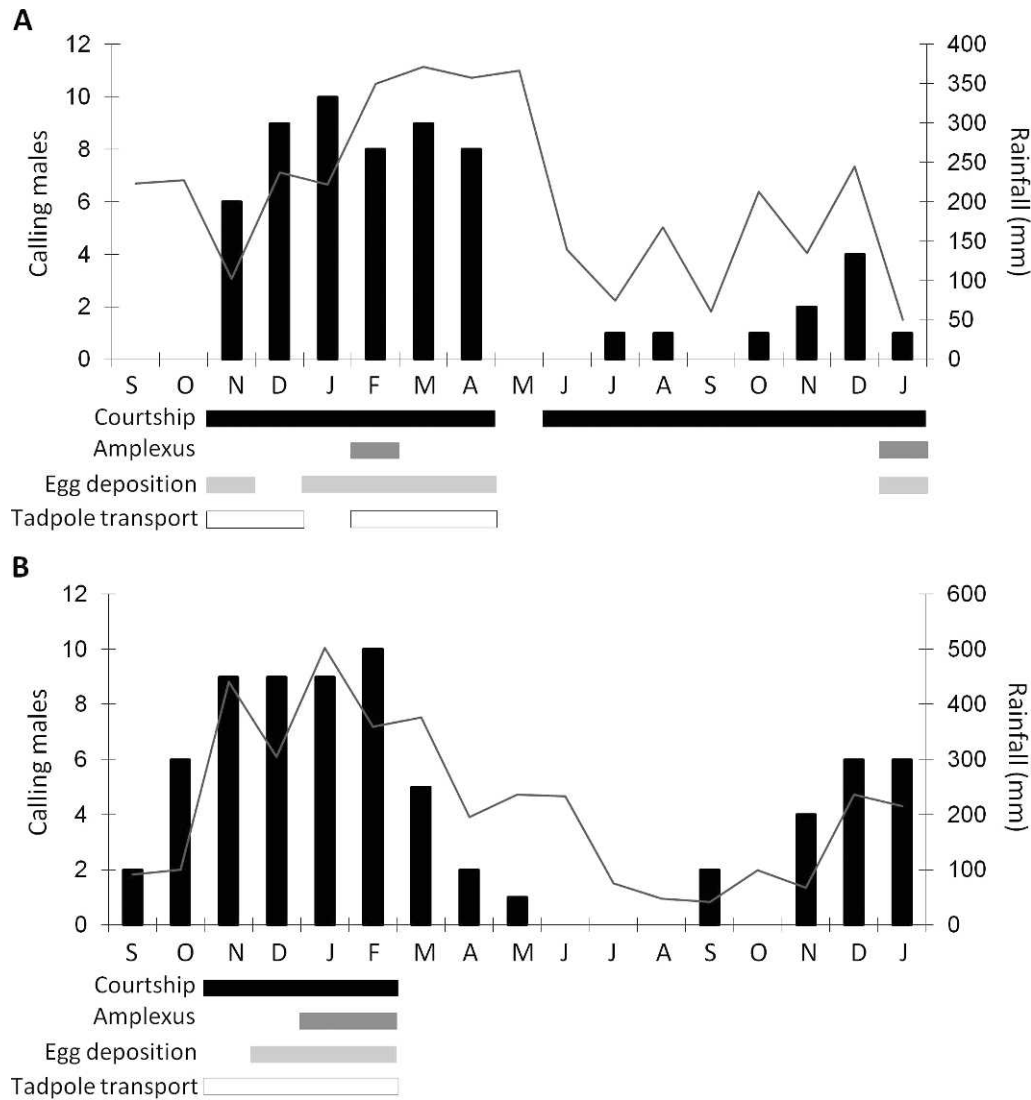 A
12
10
8
6
4
2
0
Calling males
400
350
300
250
200
150
100
50
0
Rainfall (mm)
S O N D J F M A M J J A S O N D J
Courtship
Amplexus
Egg deposition
Tadpole transport
B
12
10
8
6
4
2
0
Calling males
600
500
400
300
200
100
0
Rainfall (mm)
S O N D J F M A M J J A S O N D J
Courtship
Amplexus
Egg deposition
Tadpole transport